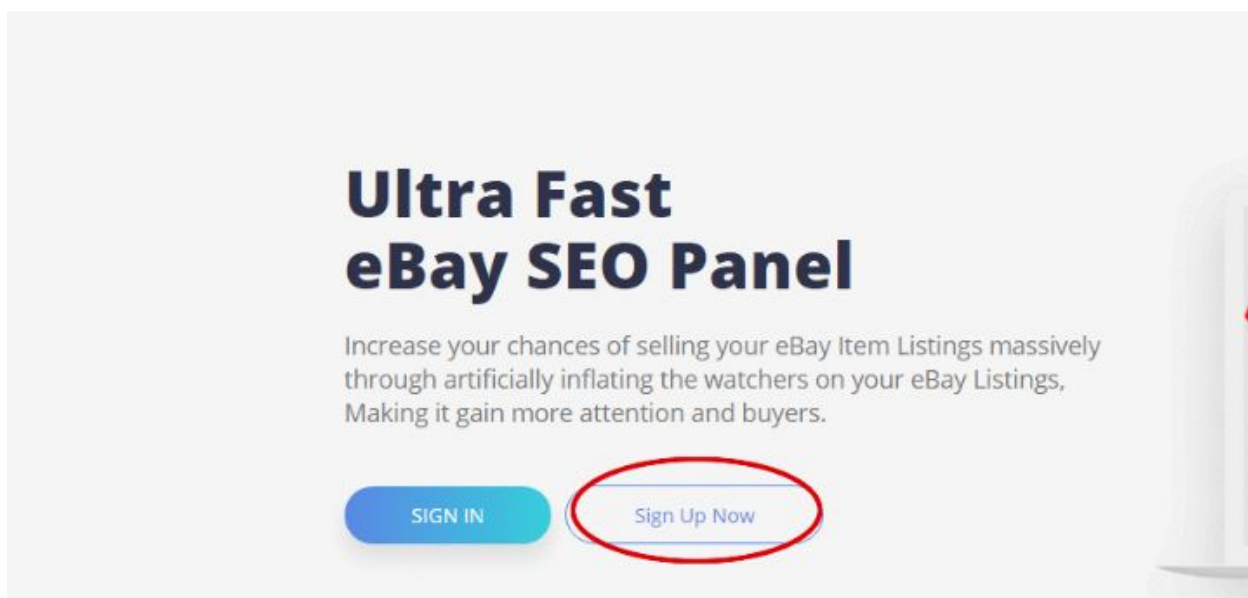 Ultra Fast
eBay SEO Panel
Increase your chances of selling your eBay Item Listings massively
through artificially inflating the watchers on your eBay Listings,
Making it gain more attention and buyers.
SIGN IN
Sign Up Now